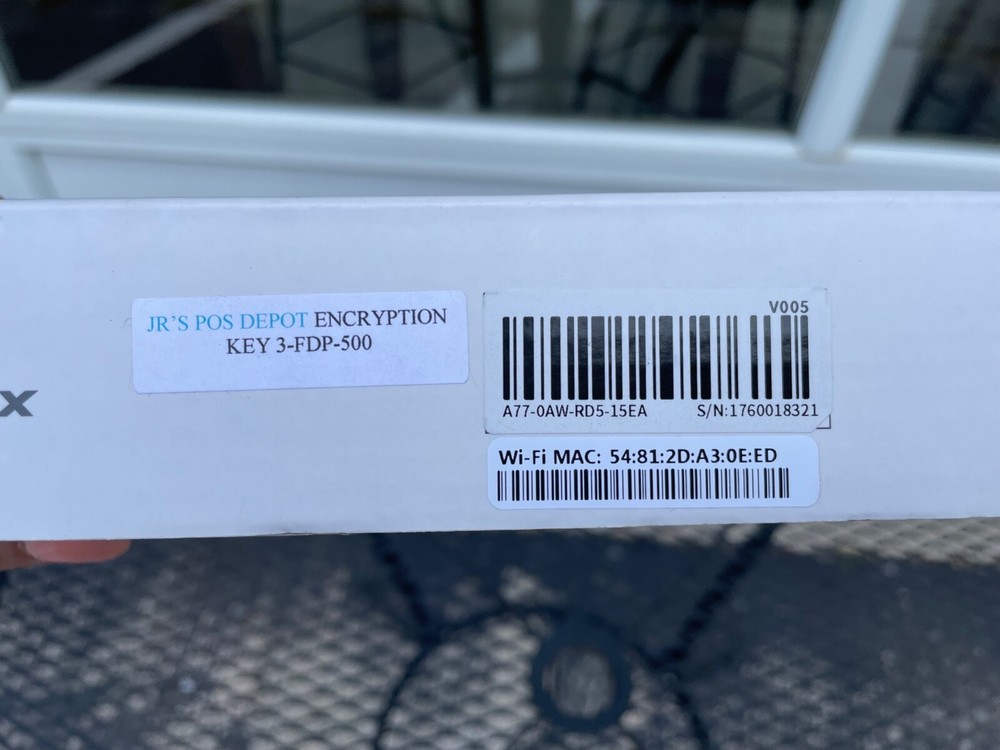 JR'S POS DEPOT ENCRYPTION
KEY 3-FDP-500
X
V005
A77-0AW-RD5-15EA S/N:1760018321
Wi-Fi MAC: 54:81:2D:A3:0E:ED